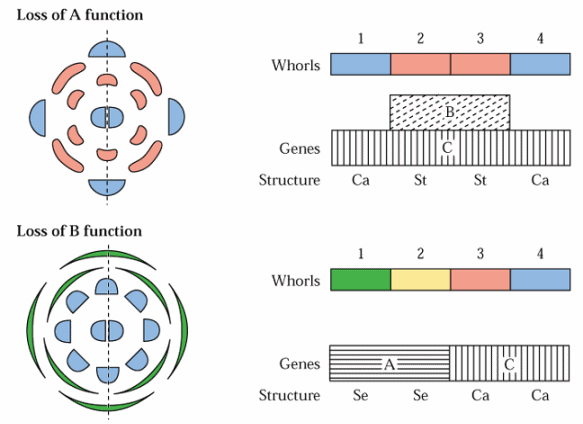 Loss of A function
1 2 3 4
Whorls
B
Genes C
Structure Ca St St Ca
Loss of B function
1 2 3 4
Whorls
Genes A C
Structure Se Se Ca Ca